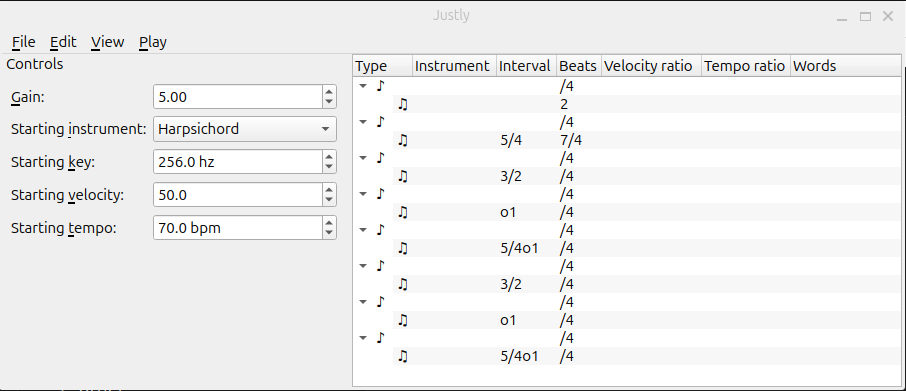 Justly
File Edit View Play
Controls
Gain: 5.00
Starting instrument: Harpsichord
Starting key: 256.0 hz
Starting velocity: 50.0
Starting tempo: 70.0 bpm
Type Instrument Interval Beats Velocity ratio Tempo ratio Words
♪ /4
♫ 2
♪ /4
♫ 5/4 7/4
♪ /4
♫ 3/2 /4
♪ /4
♫ o1 /4
♪ /4
♫ 5/4o1 /4
♪ /4
♫ 3/2 /4
♪ /4
♫ o1 /4
♪ /4
♫ 5/4o1 /4